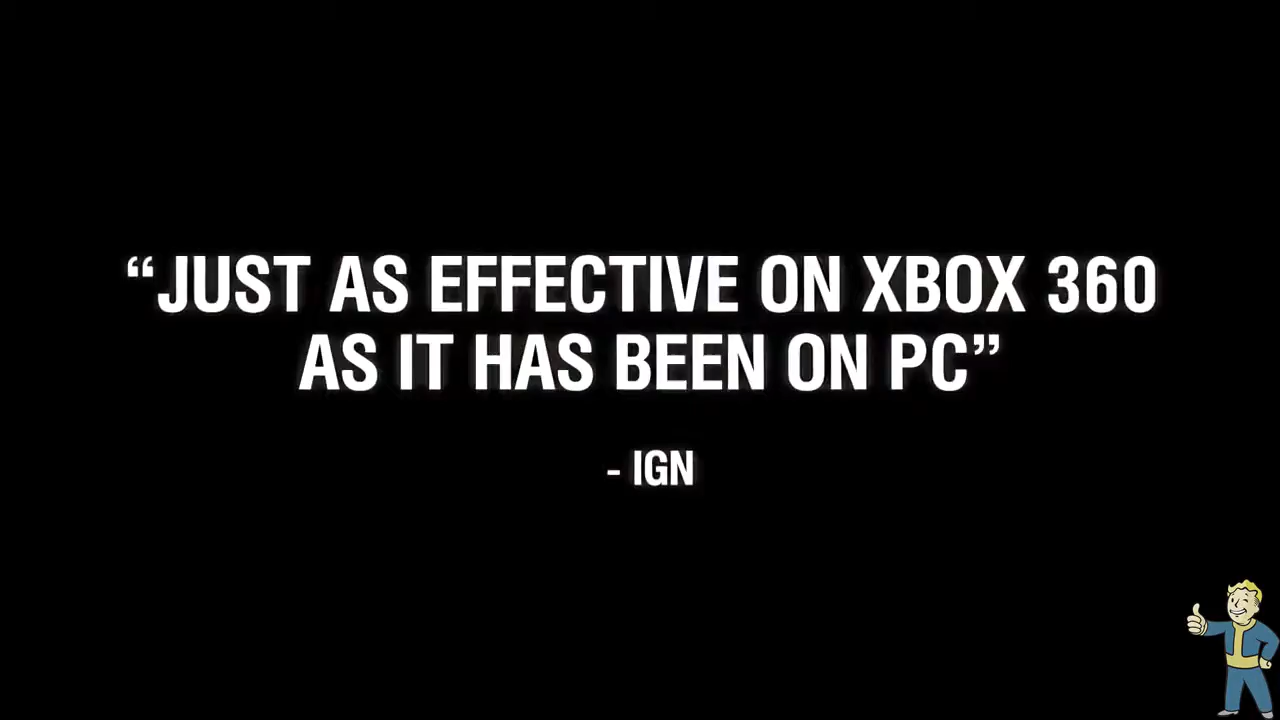 “JUST AS EFFECTIVE ON XBOX 360
AS IT HAS BEEN ON PC”
- IGN